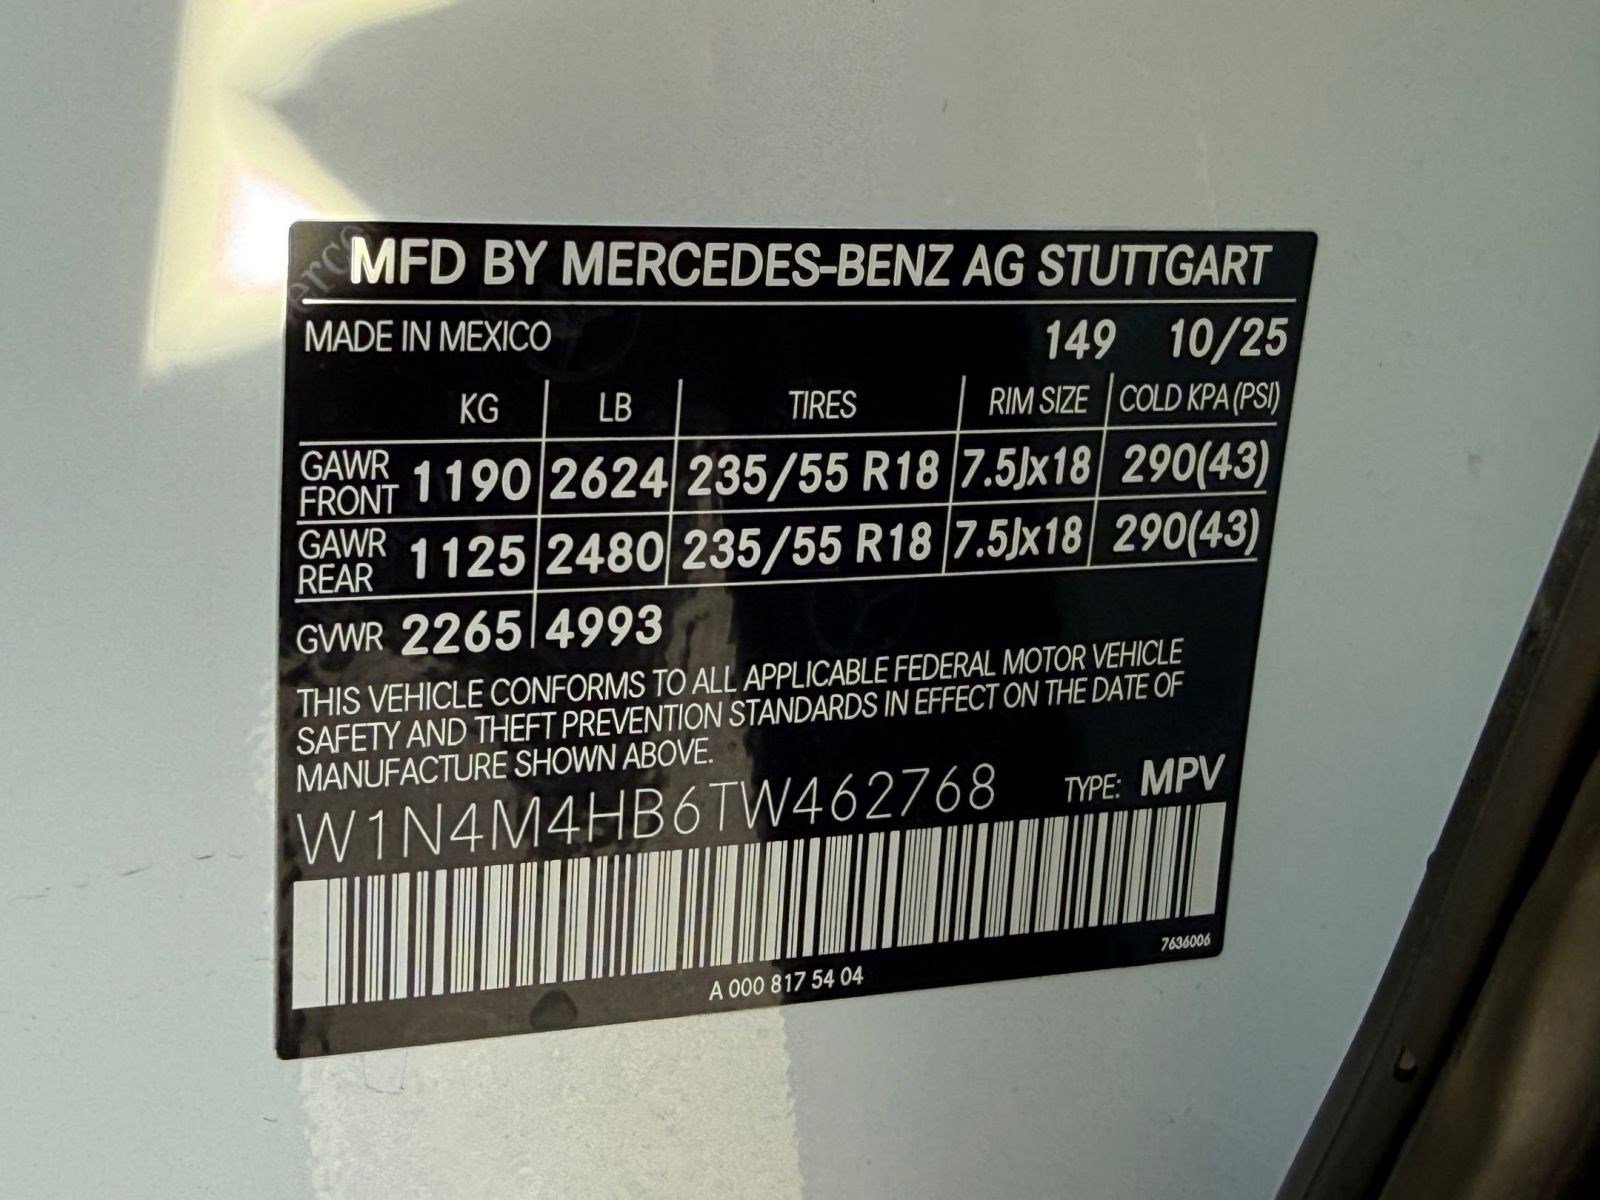 MFD BY MERCEDES-BENZ AG STUTTGART
MADE IN MEXICO 149 10/25
KG LB TIRES RIM SIZE COLD KPA (PSI)
GAWR FRONT 1190 2624 235/55 R18 7.5Jx18 290(43)
GAWR REAR 1125 2480 235/55 R18 7.5Jx18 290(43)
GVWR 2265 4993
THIS VEHICLE CONFORMS TO ALL APPLICABLE FEDERAL MOTOR VEHICLE
SAFETY AND THEFT PREVENTION STANDARDS IN EFFECT ON THE DATE OF
MANUFACTURE SHOWN ABOVE.
W1N4M4HB6TW462768 TYPE: MPV
7636006
A 000 817 54 04